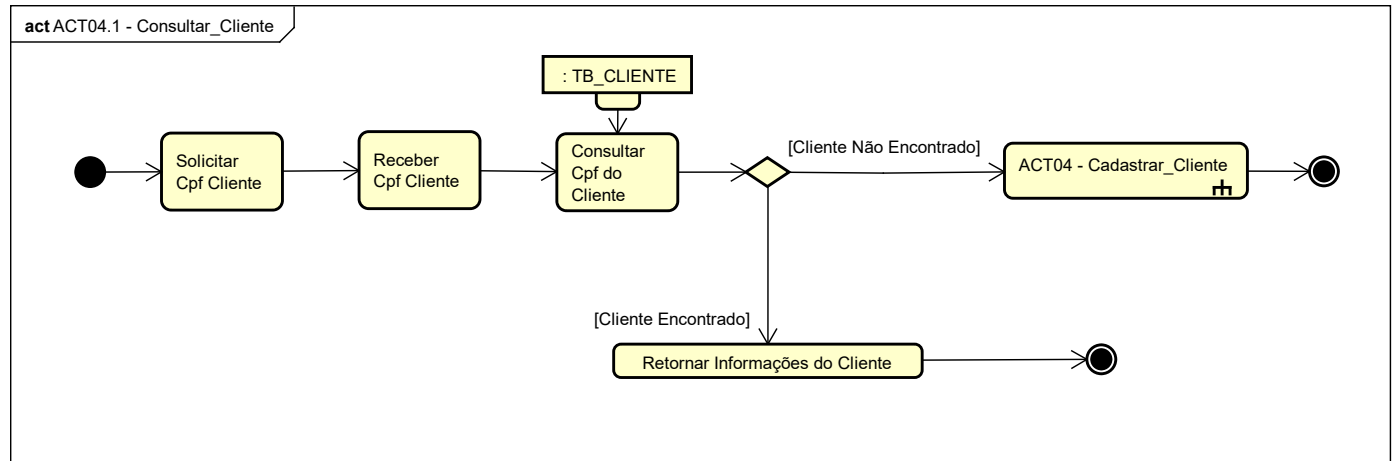 act ACT04.1 - Consultar_Cliente
: TB_CLIENTE
Solicitar
Cpf Cliente
Receber
Cpf Cliente
Consultar
Cpf do
Cliente
[Cliente Não Encontrado]
ACT04 - Cadastrar_Cliente
[Cliente Encontrado]
Retornar Informações do Cliente